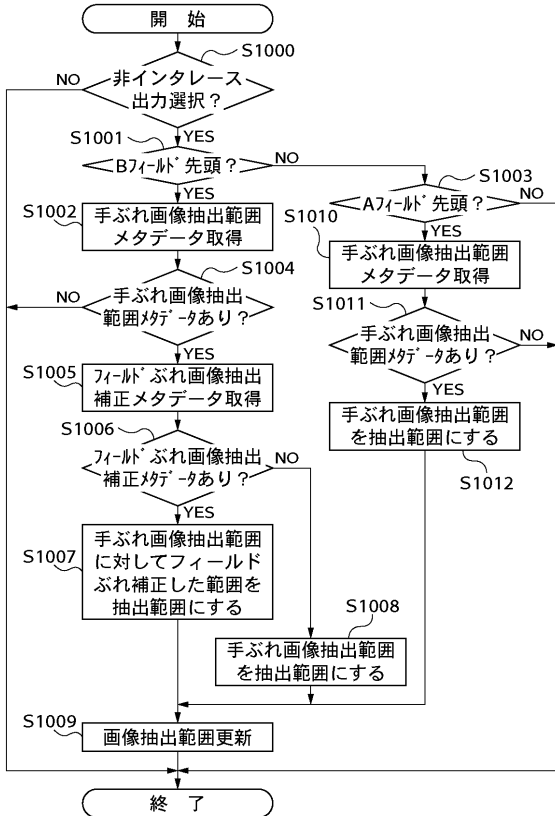 開 始
S1000
非インタレース
出力選択？
NO
YES
S1001
Bﾌｨｰﾙﾄﾞ先頭？
NO
YES
S1002
手ぶれ画像抽出範囲
メタデータ取得
S1003
Aﾌｨｰﾙﾄﾞ先頭？
NO
YES
S1010
手ぶれ画像抽出範囲
メタデータ取得
S1004
手ぶれ画像抽出
範囲ﾒﾀﾃﾞｰﾀあり？
NO
YES
S1011
手ぶれ画像抽出
範囲ﾒﾀﾃﾞｰﾀあり？
NO
YES
S1005
ﾌｨｰﾙﾄﾞぶれ画像抽出
補正メタデータ取得
手ぶれ画像抽出範囲
を抽出範囲にする
S1012
S1006
ﾌｨｰﾙﾄﾞぶれ画像抽出
補正ﾒﾀﾃﾞｰﾀあり？
NO
YES
S1007
手ぶれ画像抽出範囲
に対してフィールド
ぶれ補正した範囲を
抽出範囲にする
S1008
手ぶれ画像抽出範囲
を抽出範囲にする
S1009
画像抽出範囲更新
終 了